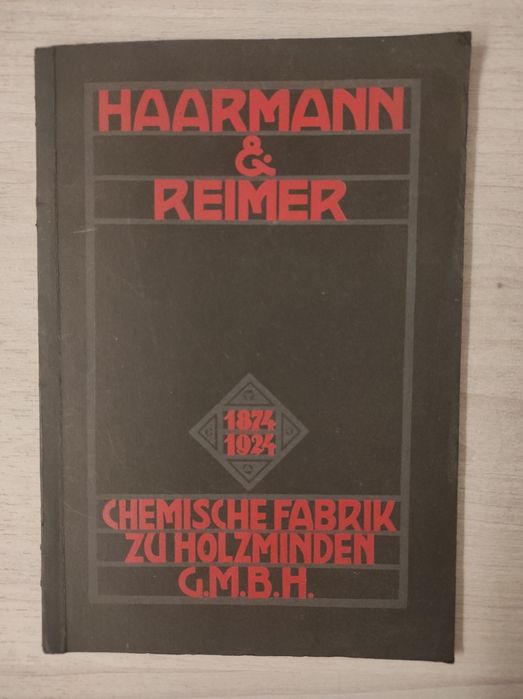 HAARMANN
&
REIMER
1874
1924
CHEMISCHE FABRIK
ZU HOLZMINDEN
G.M.B.H.